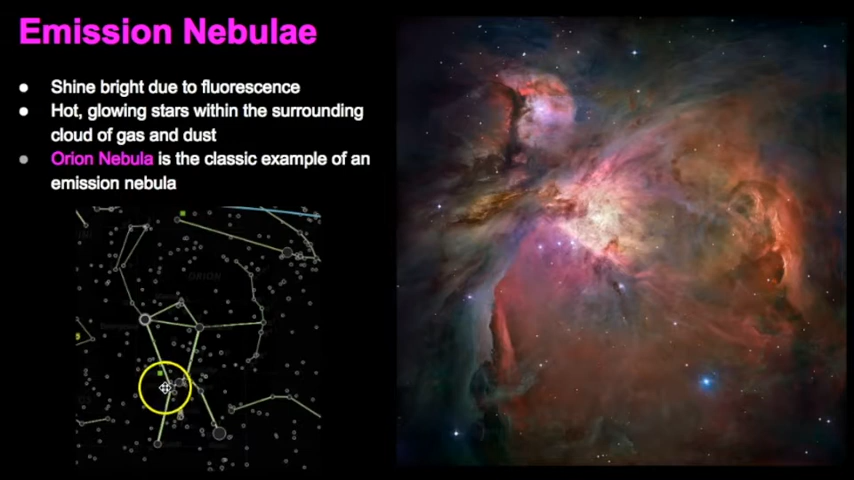 Emission Nebulae
● Shine bright due to fluorescence
● Hot, glowing stars within the surrounding
cloud of gas and dust
● Orion Nebula is the classic example of an
emission nebula
ORION